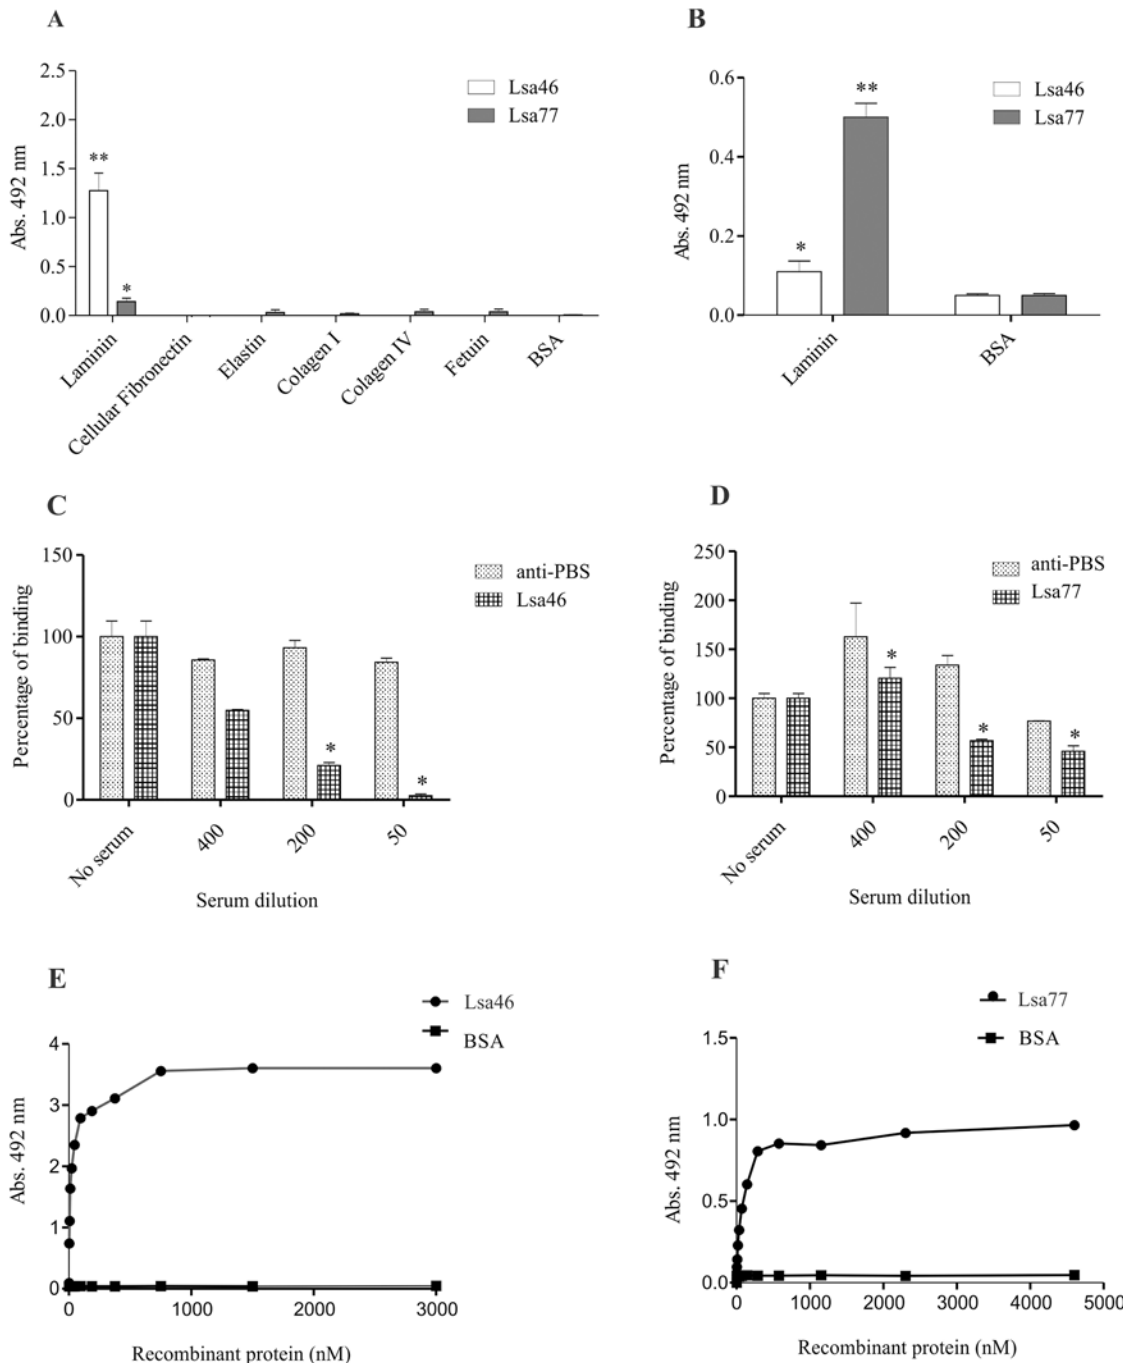 A
2.5
2.0
1.5
1.0
0.5
0.0
Abs. 492 nm
Lsa46
Lsa77
**
*
Laminin
Cellular Fibronectin
Elastin
Colagen I
Colagen IV
Fetuin
BSA
B
0.6
0.4
0.2
0.0
Abs. 492 nm
Lsa46
Lsa77
*
**
Laminin
BSA
C
150
100
50
0
Percentage of binding
anti-PBS
Lsa46
*
*
No serum
400
200
50
Serum dilution
D
250
200
150
100
50
0
Percentage of binding
anti-PBS
Lsa77
*
*
*
No serum
400
200
50
Serum dilution
E
Lsa46
BSA
4
3
2
1
0
Abs. 492 nm
0
1000
2000
3000
Recombinant protein (nM)
F
Lsa77
BSA
1.5
1.0
0.5
0.0
Abs. 492 nm
0
1000
2000
3000
4000
5000
Recombinant protein (nM)